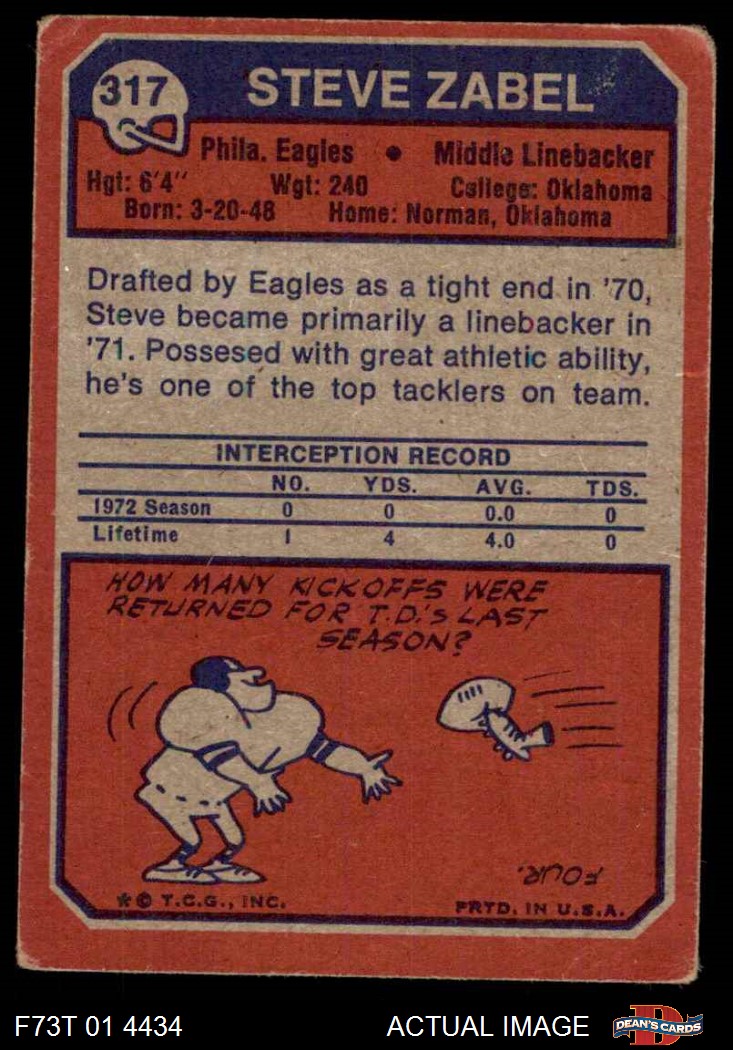 317
STEVE ZABEL
Phila. Eagles • Middle Linebacker
Hgt: 6'4" Wgt: 240 College: Oklahoma
Born: 3-20-48 Home: Norman, Oklahoma
Drafted by Eagles as a tight end in '70,
Steve became primarily a linebacker in
'71. Possesed with great athletic ability,
he's one of the top tacklers on team.
INTERCEPTION RECORD
NO. YDS. AVG. TDS.
1972 Season 0 0 0.0 0
Lifetime 1 4 4.0 0
HOW MANY KICKOFFS WERE
RETURNED FOR T.D.'s LAST
SEASON?
FOUR.
*© T.C.G., INC. PRTD. IN U.S.A.
F73T 01 4434 ACTUAL IMAGE DEAN'S CARDS